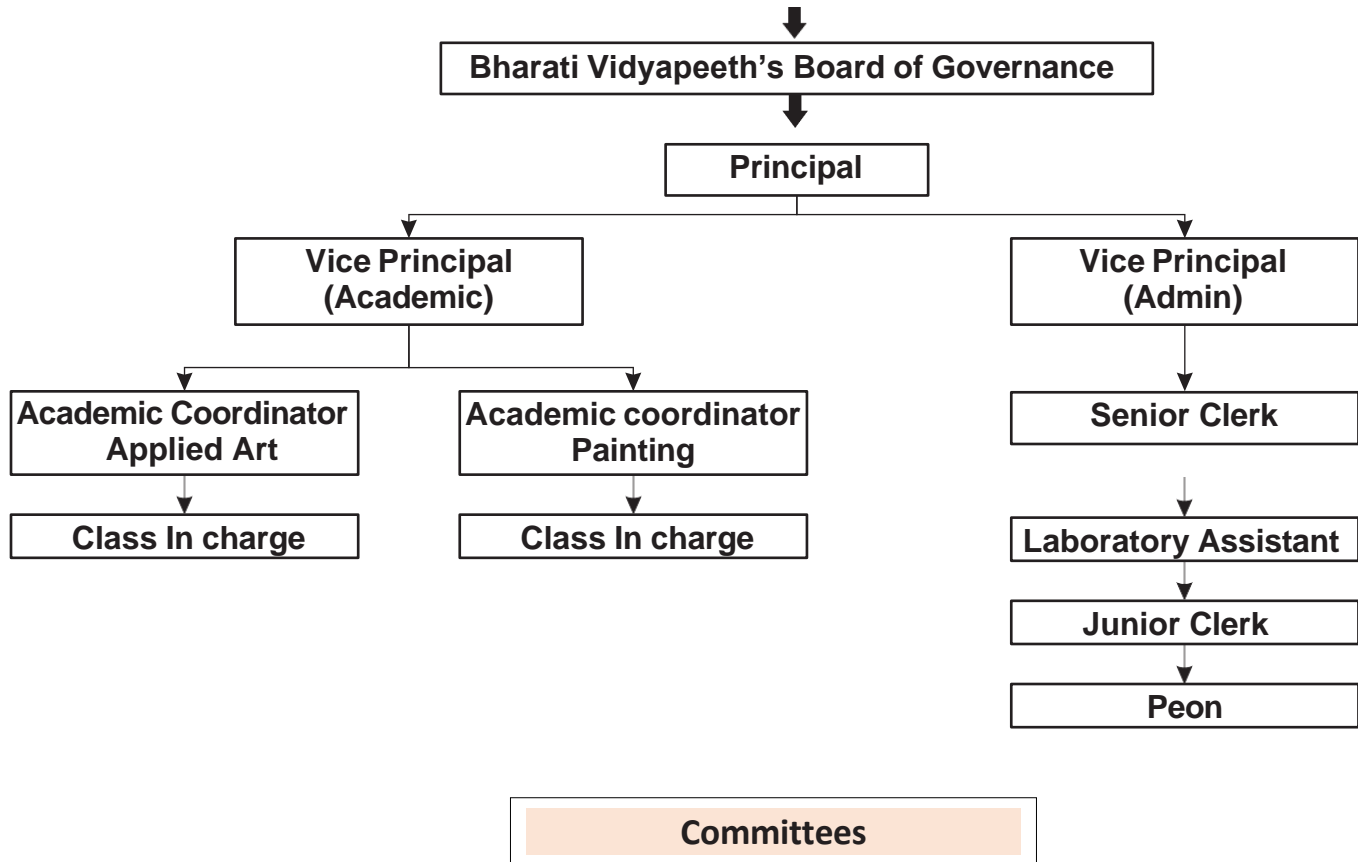 Bharati Vidyapeeth’s Board of Governance
Principal
Vice Principal
(Academic)
Vice Principal
(Admin)
Academic Coordinator
Applied Art
Academic coordinator
Painting
Senior Clerk
Class In charge
Class In charge
Laboratory Assistant
Junior Clerk
Peon
Committees